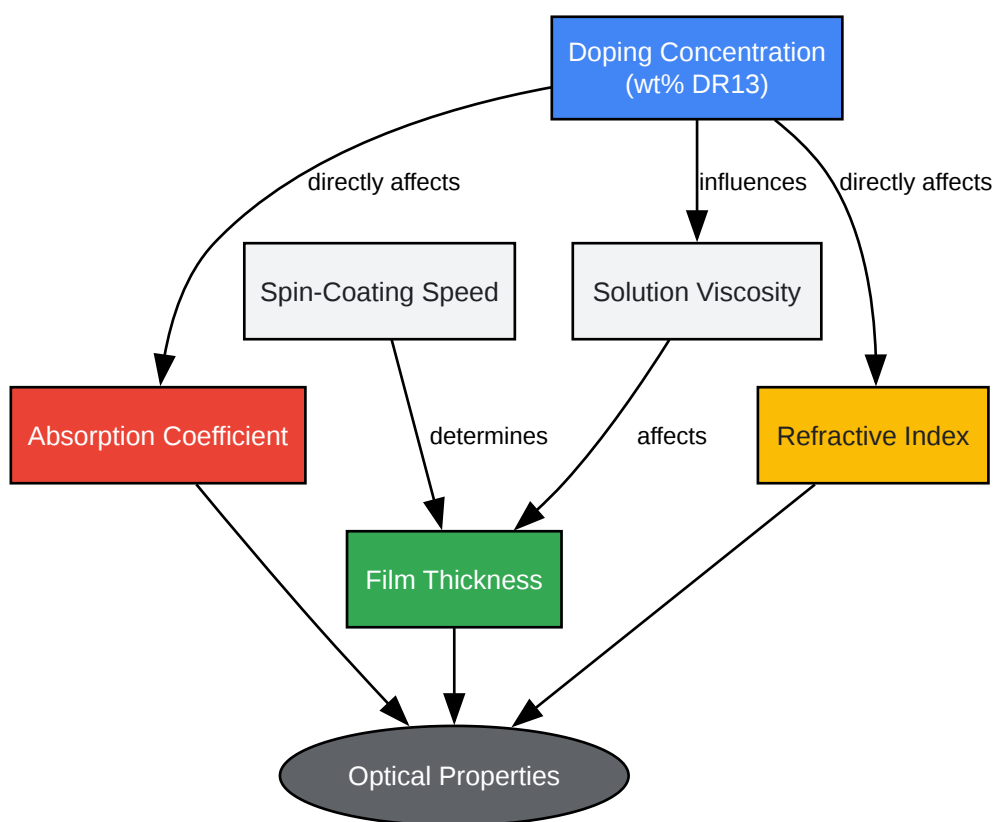 Doping Concentration
(wt% DR13)
directly affects
influences
directly affects
Spin-Coating Speed
Solution Viscosity
Absorption Coefficient
determines
affects
Refractive Index
Film Thickness
Optical Properties